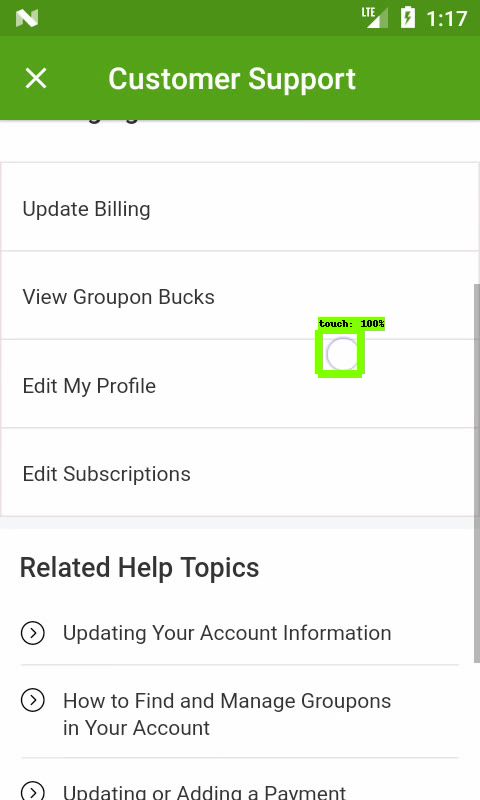 LTE 1:17
Customer Support
Update Billing
View Groupon Bucks
touch: 100%
Edit My Profile
Edit Subscriptions
Related Help Topics
Updating Your Account Information
How to Find and Manage Groupons
in Your Account
Updating or Adding a Payment